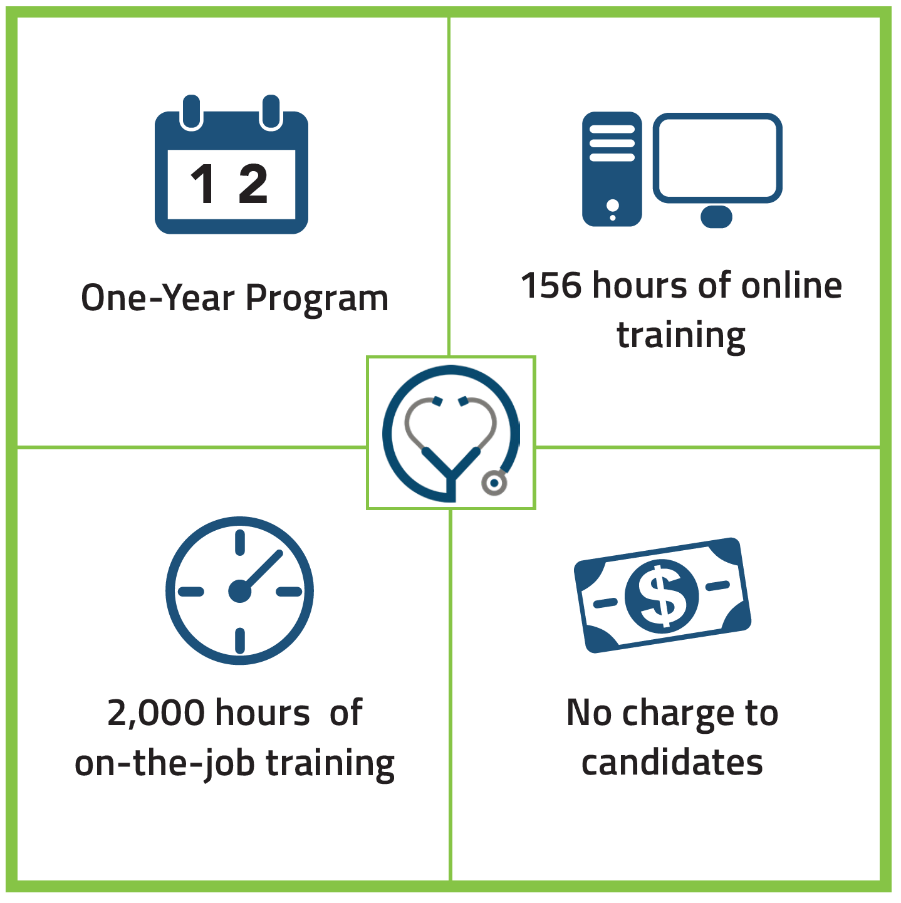 1 2
One-Year Program
156 hours of online
training
2,000 hours of
on-the-job training
$
No charge to
candidates